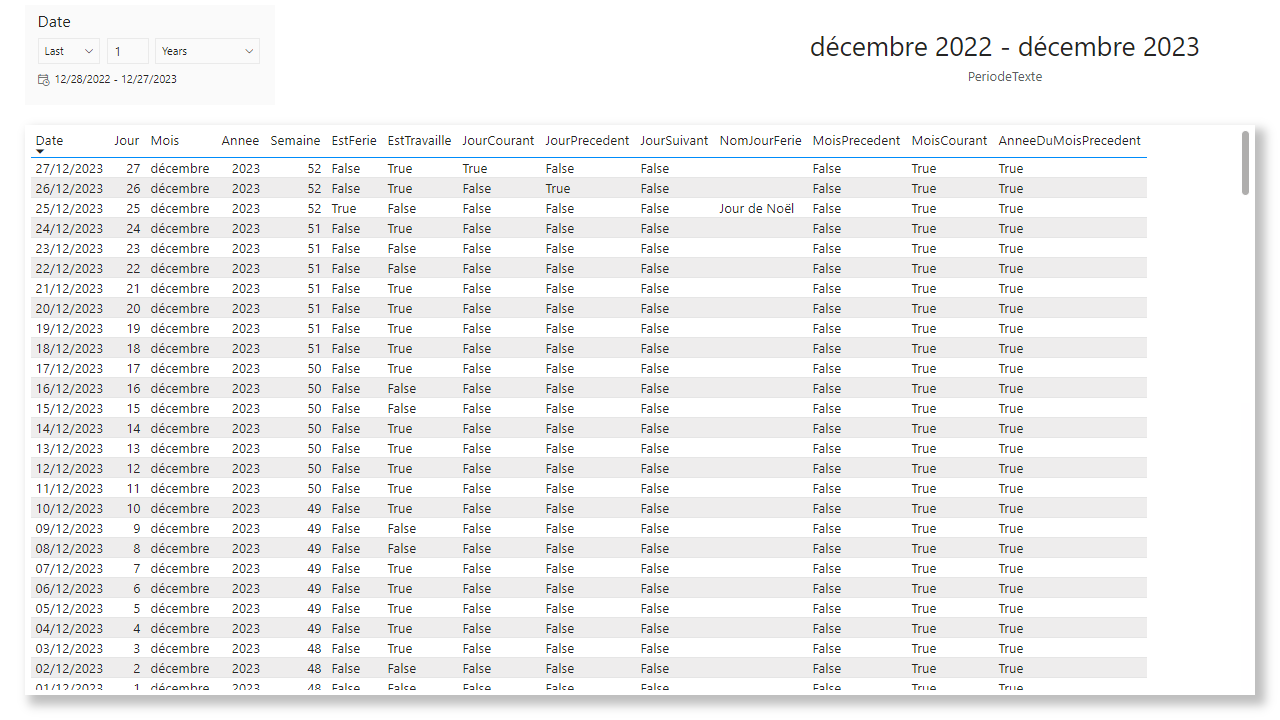 Date
Last 1 Years
12/28/2022 - 12/27/2023
décembre 2022 - décembre 2023
PeriodeTexte
Date Jour Mois Annee Semaine EstFerie EstTravaille JourCourant JourPrecedent JourSuivant NomJourFerie MoisPrecedent MoisCourant AnneeDuMoisPrecedent
27/12/2023 27 décembre 2023 52 False True True False False False True True
26/12/2023 26 décembre 2023 52 False True False True False False True True
25/12/2023 25 décembre 2023 52 True False False False False Jour de Noël False True True
24/12/2023 24 décembre 2023 51 False True False False False False True True
23/12/2023 23 décembre 2023 51 False False False False False False True True
22/12/2023 22 décembre 2023 51 False False False False False False True True
21/12/2023 21 décembre 2023 51 False True False False False False True True
20/12/2023 20 décembre 2023 51 False True False False False False True True
19/12/2023 19 décembre 2023 51 False True False False False False True True
18/12/2023 18 décembre 2023 51 False True False False False False True True
17/12/2023 17 décembre 2023 50 False True False False False False True True
16/12/2023 16 décembre 2023 50 False False False False False False True True
15/12/2023 15 décembre 2023 50 False False False False False False True True
14/12/2023 14 décembre 2023 50 False True False False False False True True
13/12/2023 13 décembre 2023 50 False True False False False False True True
12/12/2023 12 décembre 2023 50 False True False False False False True True
11/12/2023 11 décembre 2023 50 False True False False False False True True
10/12/2023 10 décembre 2023 49 False True False False False False True True
09/12/2023 9 décembre 2023 49 False False False False False False True True
08/12/2023 8 décembre 2023 49 False False False False False False True True
07/12/2023 7 décembre 2023 49 False True False False False False True True
06/12/2023 6 décembre 2023 49 False True False False False False True True
05/12/2023 5 décembre 2023 49 False True False False False False True True
04/12/2023 4 décembre 2023 49 False True False False False False True True
03/12/2023 3 décembre 2023 48 False True False False False False True True
02/12/2023 2 décembre 2023 48 False False False False False False True True
01/12/2023 1 décembre 2023 48 False False False False False False True True